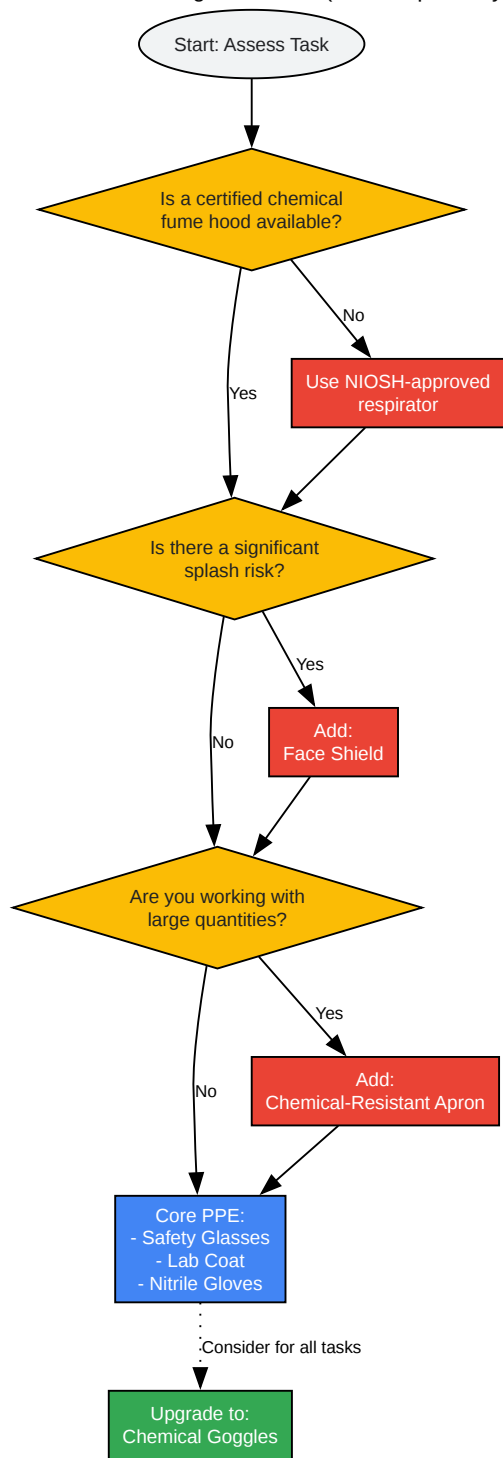 Start: Assess Task
Is a certified chemical
fume hood available?
No
Use NIOSH-approved
respirator
Yes
Is there a significant
splash risk?
Yes
Add:
Face Shield
No
Are you working with
large quantities?
Yes
Add:
Chemical-Resistant Apron
No
Core PPE:
- Safety Glasses
- Lab Coat
- Nitrile Gloves
Consider for all tasks
Upgrade to:
Chemical Goggles